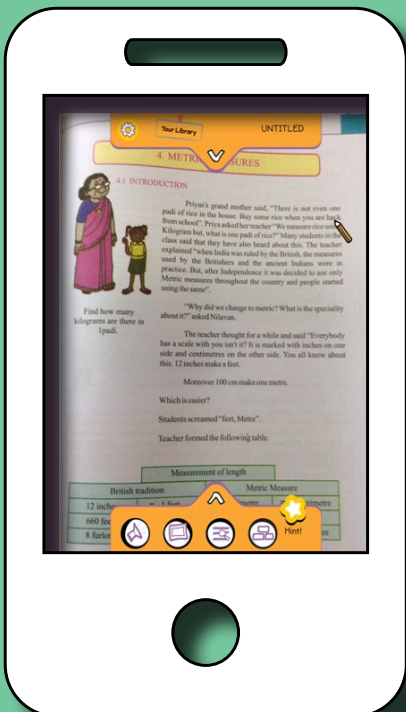 Your Library
UNTITLED
4. METRI SURES
4.1 INTRODUCTION
Priyas's grand mother said, "There is not even one
padi of rice in the house. Buy some rice when you are back
from school". Priya asked her teacher "We measure rice
Kilogram but, what is one padi of rice?" Many students in the
class said that they have also heard about this. The teacher
explained "when India was ruled by the British, the measures
used by the Britishers and the ancient Indians were in
practice. But, after Independence it was decided to use only
Metric measures throughout the country and people started
using the same".
Find how many
kilograms are there in
1padi.
"Why did we change to metric? What is the speciality
about it?" asked Nilavan.
The teacher thought for a while and said "Everybody
has a scale with you isn't it? It is marked with inches on one
side and centimetres on the other side. You all know about
this. 12 inches make a feet.
Moreover 100 cm make one metre.
Which is easier?
Students screamed "feet, Metre".
Teacher formed the following table.
Measurement of length
British tradition Metric Measure
12 inche
660 fee
8 furlo
Hint!